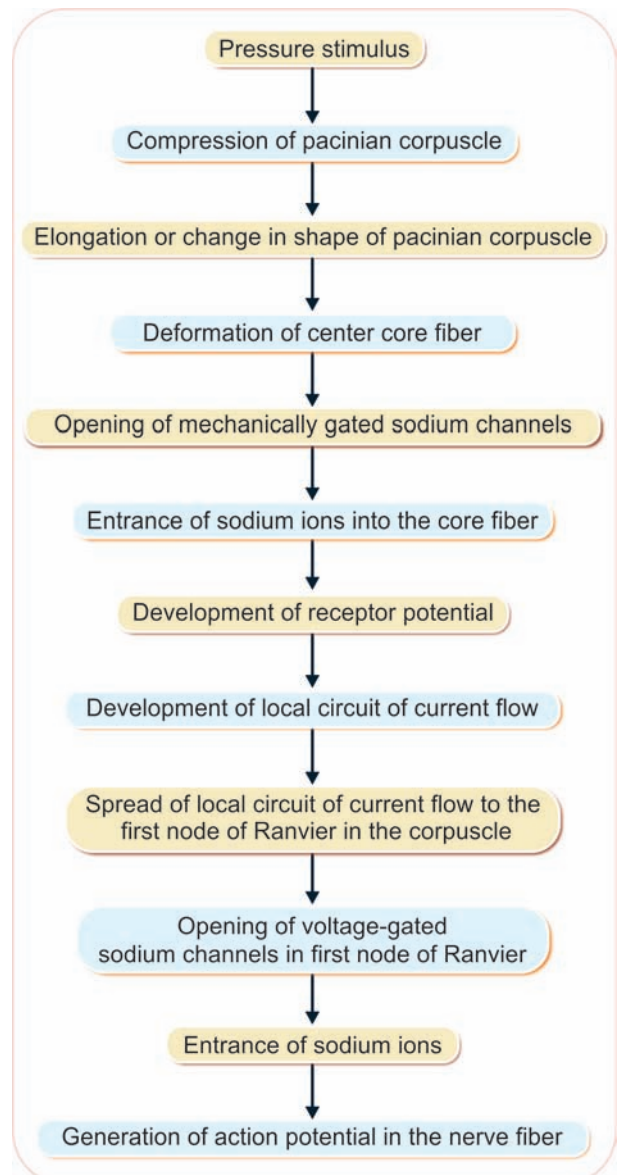 Pressure stimulus
Compression of pacinian corpuscle
Elongation or change in shape of pacinian corpuscle
Deformation of center core fiber
Opening of mechanically gated sodium channels
Entrance of sodium ions into the core fiber
Development of receptor potential
Development of local circuit of current flow
Spread of local circuit of current flow to the
first node of Ranvier in the corpuscle
Opening of voltage-gated
sodium channels in first node of Ranvier
Entrance of sodium ions
Generation of action potential in the nerve fiber